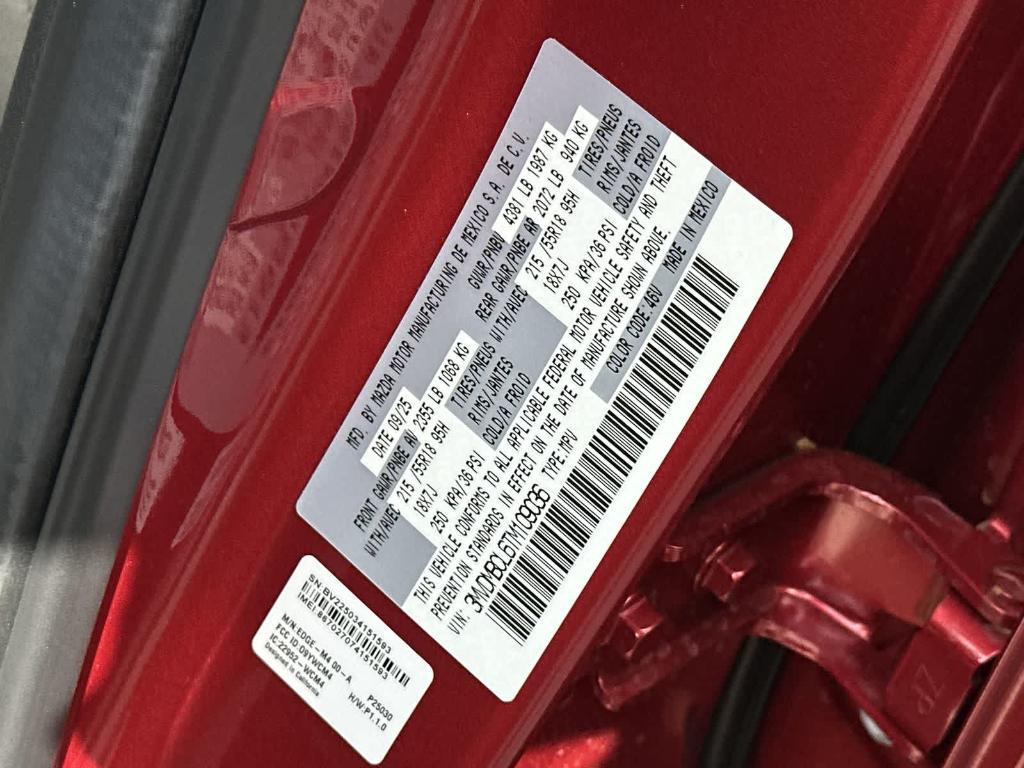 MFD. BY MAZDA MOTOR MANUFACTURING DE MEXICO S.A. DE C.V.
DATE 09/25 GVWR/PNBV 4381 LB 1987 KG
FRONT GAWR/PNBE AV 2355 LB 1068 KG REAR GAWR/PNBE AR 2072 LB 940 KG
WITH/AVEC 215 /55R18 95H TIRES/PNEUS WITH/AVEC 215 /55R18 95H TIRES/PNEUS
18X7J RIMS/JANTES 18X7J RIMS/JANTES
250 KPA/36 PSI COLD/A FROID 250 KPA/36 PSI COLD/A FROID
THIS VEHICLE CONFORMS TO ALL APPLICABLE FEDERAL MOTOR VEHICLE SAFETY AND THEFT
PREVENTION STANDARDS IN EFFECT ON THE DATE OF MANUFACTURE SHOWN ABOVE.
VIN: 3MVDMBCL6TM109036 TYPE:MPV COLOR CODE:46V MADE IN MEXICO
SN:BVZ25034151593
IMEI:867027074151593
M/N:EDGE-M4 00-A P25030
FCC ID:O9YWCM4 H/W:P1.1.0
IC:22952-WCM4
Designed in California
ZP